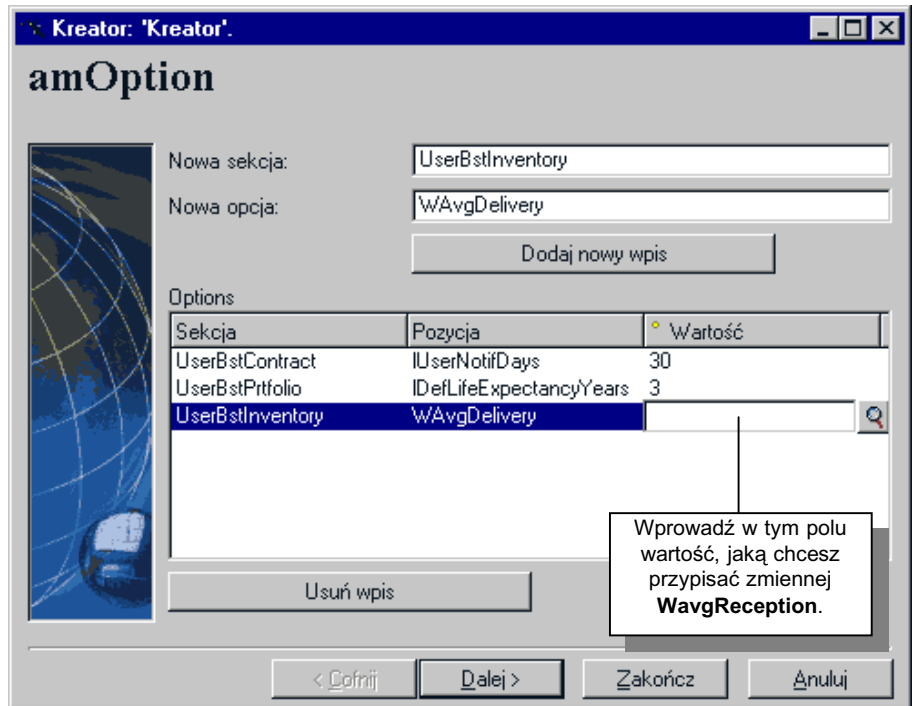 Kreator: 'Kreator'.
amOption
Nowa sekcja: UserBstInventory
Nowa opcja: WAvgDelivery
Dodaj nowy wpis
Options
Sekcja Pozycja Wartość
UserBstContract lUserNotifDays 30
UserBstPrtfolio lDefLifeExpectancyYears 3
UserBstInventory WAvgDelivery
Wprowadź w tym polu
wartość, jaką chcesz
przypisać zmiennej
WavgReception.
Usuń wpis
< Cofnij Dalej > Zakończ Anuluj